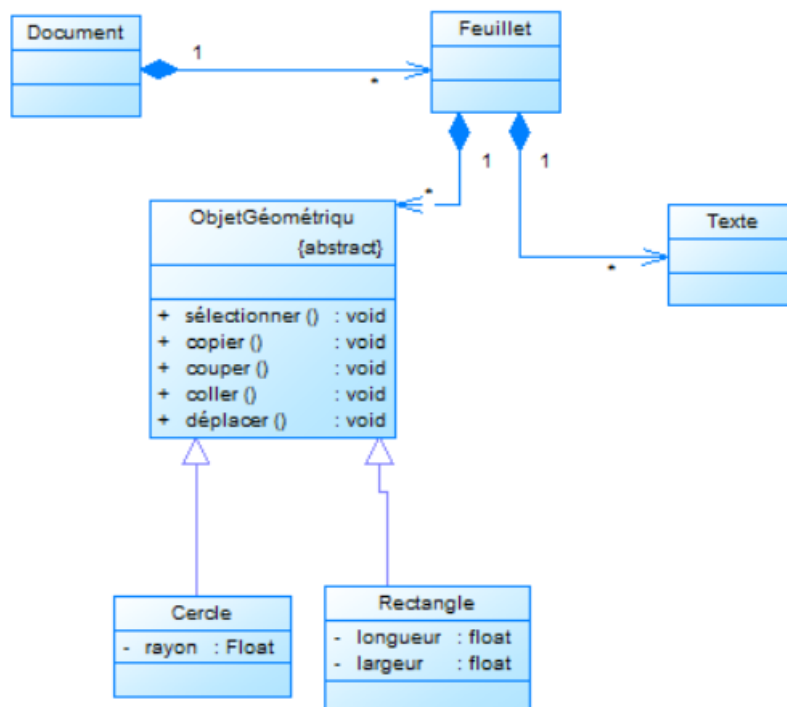 Document
Feuillet
1
*
1
1
*
*
ObjetGéométriqu
{abstract}
Texte
+ sélectionner () : void
+ copier () : void
+ couper () : void
+ coller () : void
+ déplacer () : void
Cercle
- rayon : Float
Rectangle
- longueur : float
- largeur : float